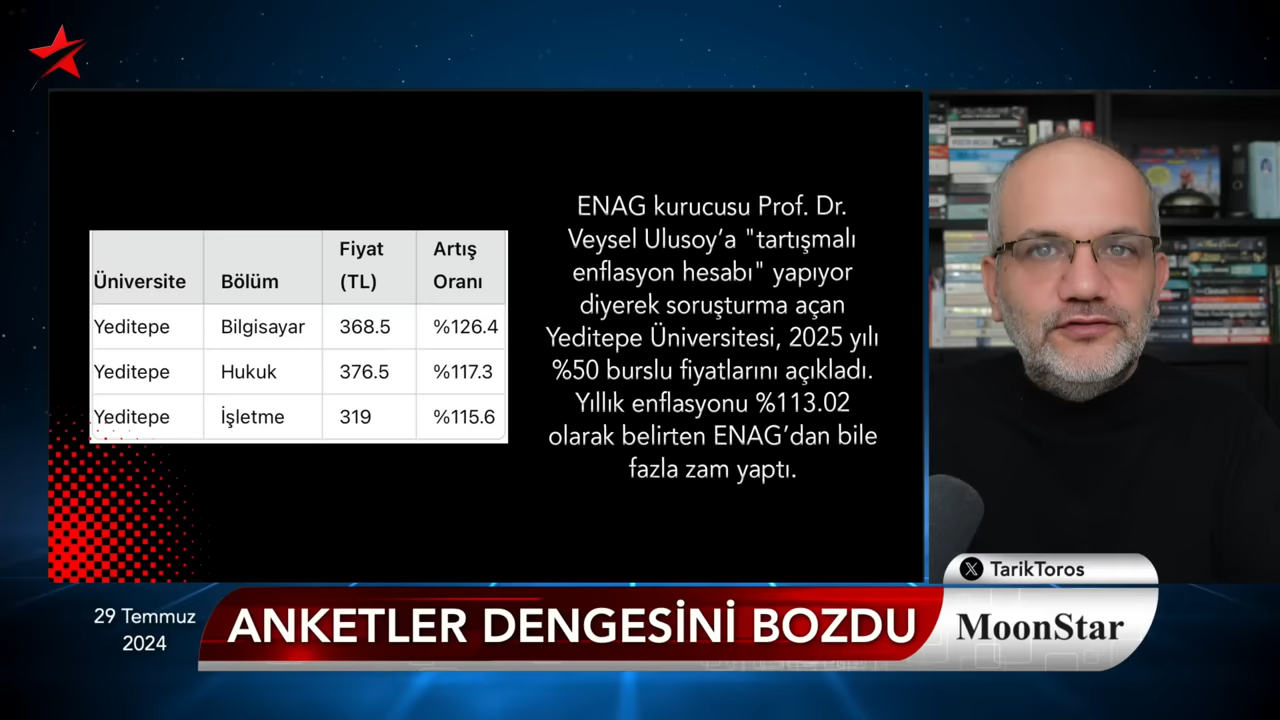 Üniversite Bölüm Fiyat (TL) Artış Oranı
Yeditepe Bilgisayar 368.5 %126.4
Yeditepe Hukuk 376.5 %117.3
Yeditepe İşletme 319 %115.6
ENAG kurucusu Prof. Dr.
Veysel Ulusoy’a "tartışmalı
enflasyon hesabı" yapıyor
diyerek soruşturma açan
Yeditepe Üniversitesi, 2025 yılı
%50 burslu fiyatlarını açıkladı.
Yıllık enflasyonu %113.02
olarak belirten ENAG’dan bile
fazla zam yaptı.
TarikToros
29 Temmuz
2024
ANKETLER DENGESİNİ BOZDU
MoonStar